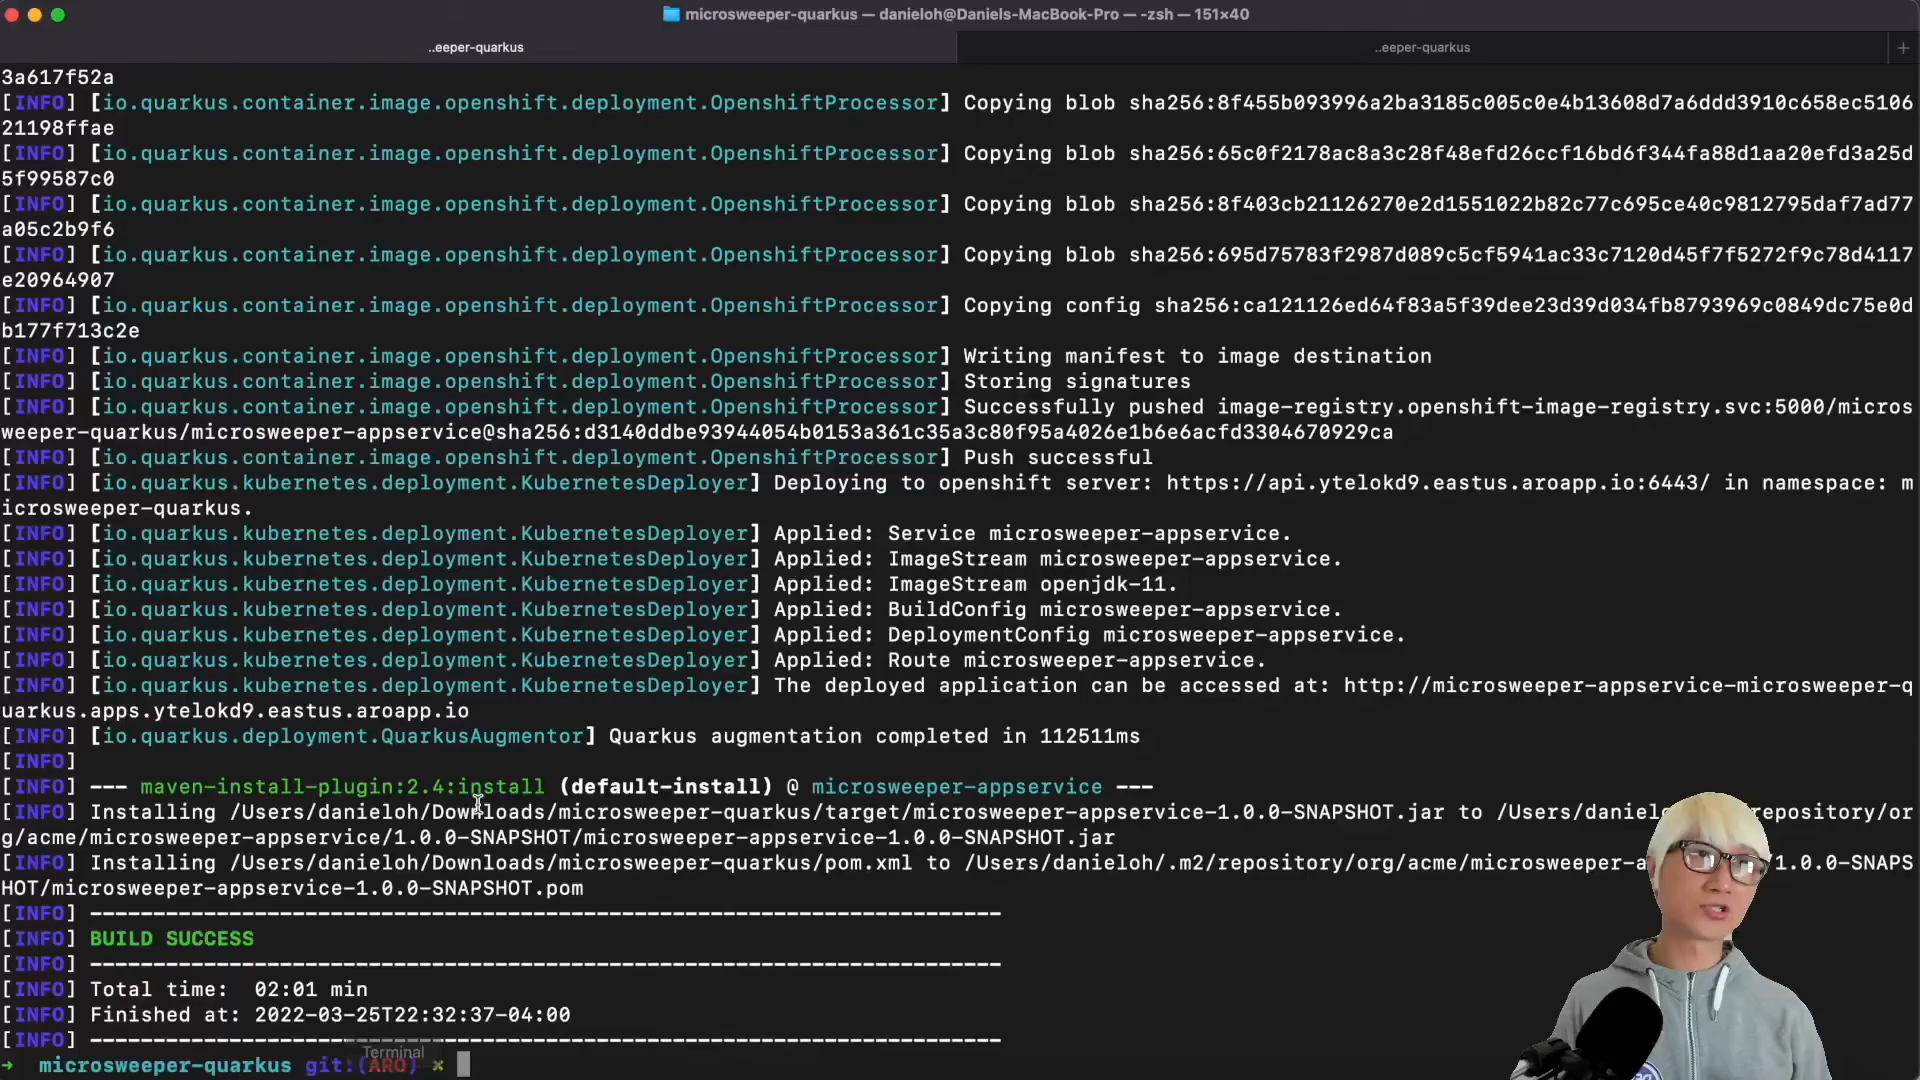 microsweeper-quarkus — danieloh@Daniels-MacBook-Pro — -zsh — 151×40
..eeper-quarkus
..eeper-quarkus
+
3a617f52a
[INFO] [io.quarkus.container.image.openshift.deployment.OpenshiftProcessor] Copying blob sha256:8f455b093996a2ba3185c005c0e4b13608d7a6ddd3910c658ec5106
21198ffae
[INFO] [io.quarkus.container.image.openshift.deployment.OpenshiftProcessor] Copying blob sha256:65c0f2178ac8a3c28f48efd26ccf16bd6f344fa88d1aa20efd3a25d
5f99587c0
[INFO] [io.quarkus.container.image.openshift.deployment.OpenshiftProcessor] Copying blob sha256:8f403cb21126270e2d1551022b82c77c695ce40c9812795daf7ad77
a05c2b9f6
[INFO] [io.quarkus.container.image.openshift.deployment.OpenshiftProcessor] Copying blob sha256:695d75783f2987d089c5cf5941ac33c7120d45f7f5272f9c78d4117
e20964907
[INFO] [io.quarkus.container.image.openshift.deployment.OpenshiftProcessor] Copying config sha256:ca121126ed64f83a5f39dee23d39d034fb8793969c0849dc75e0d
b177f713c2e
[INFO] [io.quarkus.container.image.openshift.deployment.OpenshiftProcessor] Writing manifest to image destination
[INFO] [io.quarkus.container.image.openshift.deployment.OpenshiftProcessor] Storing signatures
[INFO] [io.quarkus.container.image.openshift.deployment.OpenshiftProcessor] Successfully pushed image-registry.openshift-image-registry.svc:5000/micros
weeper-quarkus/microsweeper-appservice@sha256:d3140ddbe93944054b0153a361c35a3c80f95a4026e1b6e6acfd3304670929ca
[INFO] [io.quarkus.container.image.openshift.deployment.OpenshiftProcessor] Push successful
[INFO] [io.quarkus.kubernetes.deployment.KubernetesDeployer] Deploying to openshift server: https://api.ytelokd9.eastus.aroapp.io:6443/ in namespace: m
icrosweeper-quarkus.
[INFO] [io.quarkus.kubernetes.deployment.KubernetesDeployer] Applied: Service microsweeper-appservice.
[INFO] [io.quarkus.kubernetes.deployment.KubernetesDeployer] Applied: ImageStream microsweeper-appservice.
[INFO] [io.quarkus.kubernetes.deployment.KubernetesDeployer] Applied: ImageStream openjdk-11.
[INFO] [io.quarkus.kubernetes.deployment.KubernetesDeployer] Applied: BuildConfig microsweeper-appservice.
[INFO] [io.quarkus.kubernetes.deployment.KubernetesDeployer] Applied: DeploymentConfig microsweeper-appservice.
[INFO] [io.quarkus.kubernetes.deployment.KubernetesDeployer] Applied: Route microsweeper-appservice.
[INFO] [io.quarkus.kubernetes.deployment.KubernetesDeployer] The deployed application can be accessed at: http://microsweeper-appservice-microsweeper-q
uarkus.apps.ytelokd9.eastus.aroapp.io
[INFO] [io.quarkus.deployment.QuarkusAugmentor] Quarkus augmentation completed in 112511ms
[INFO]
[INFO] --- maven-install-plugin:2.4:install (default-install) @ microsweeper-appservice ---
[INFO] Installing /Users/danieloh/Downloads/microsweeper-quarkus/target/microsweeper-appservice-1.0.0-SNAPSHOT.jar to /Users/daniel repository/or
g/acme/microsweeper-appservice/1.0.0-SNAPSHOT/microsweeper-appservice-1.0.0-SNAPSHOT.jar
[INFO] Installing /Users/danieloh/Downloads/microsweeper-quarkus/pom.xml to /Users/danieloh/.m2/repository/org/acme/microsweeper-a 1.0.0-SNAPS
HOT/microsweeper-appservice-1.0.0-SNAPSHOT.pom
[INFO] ------------------------------------------------------------------------
[INFO] BUILD SUCCESS
[INFO] ------------------------------------------------------------------------
[INFO] Total time:  02:01 min
[INFO] Finished at: 2022-03-25T22:32:37-04:00
[INFO] ------------------------------------------------------------------------
Terminal
→ microsweeper-quarkus git:(ARO) ×